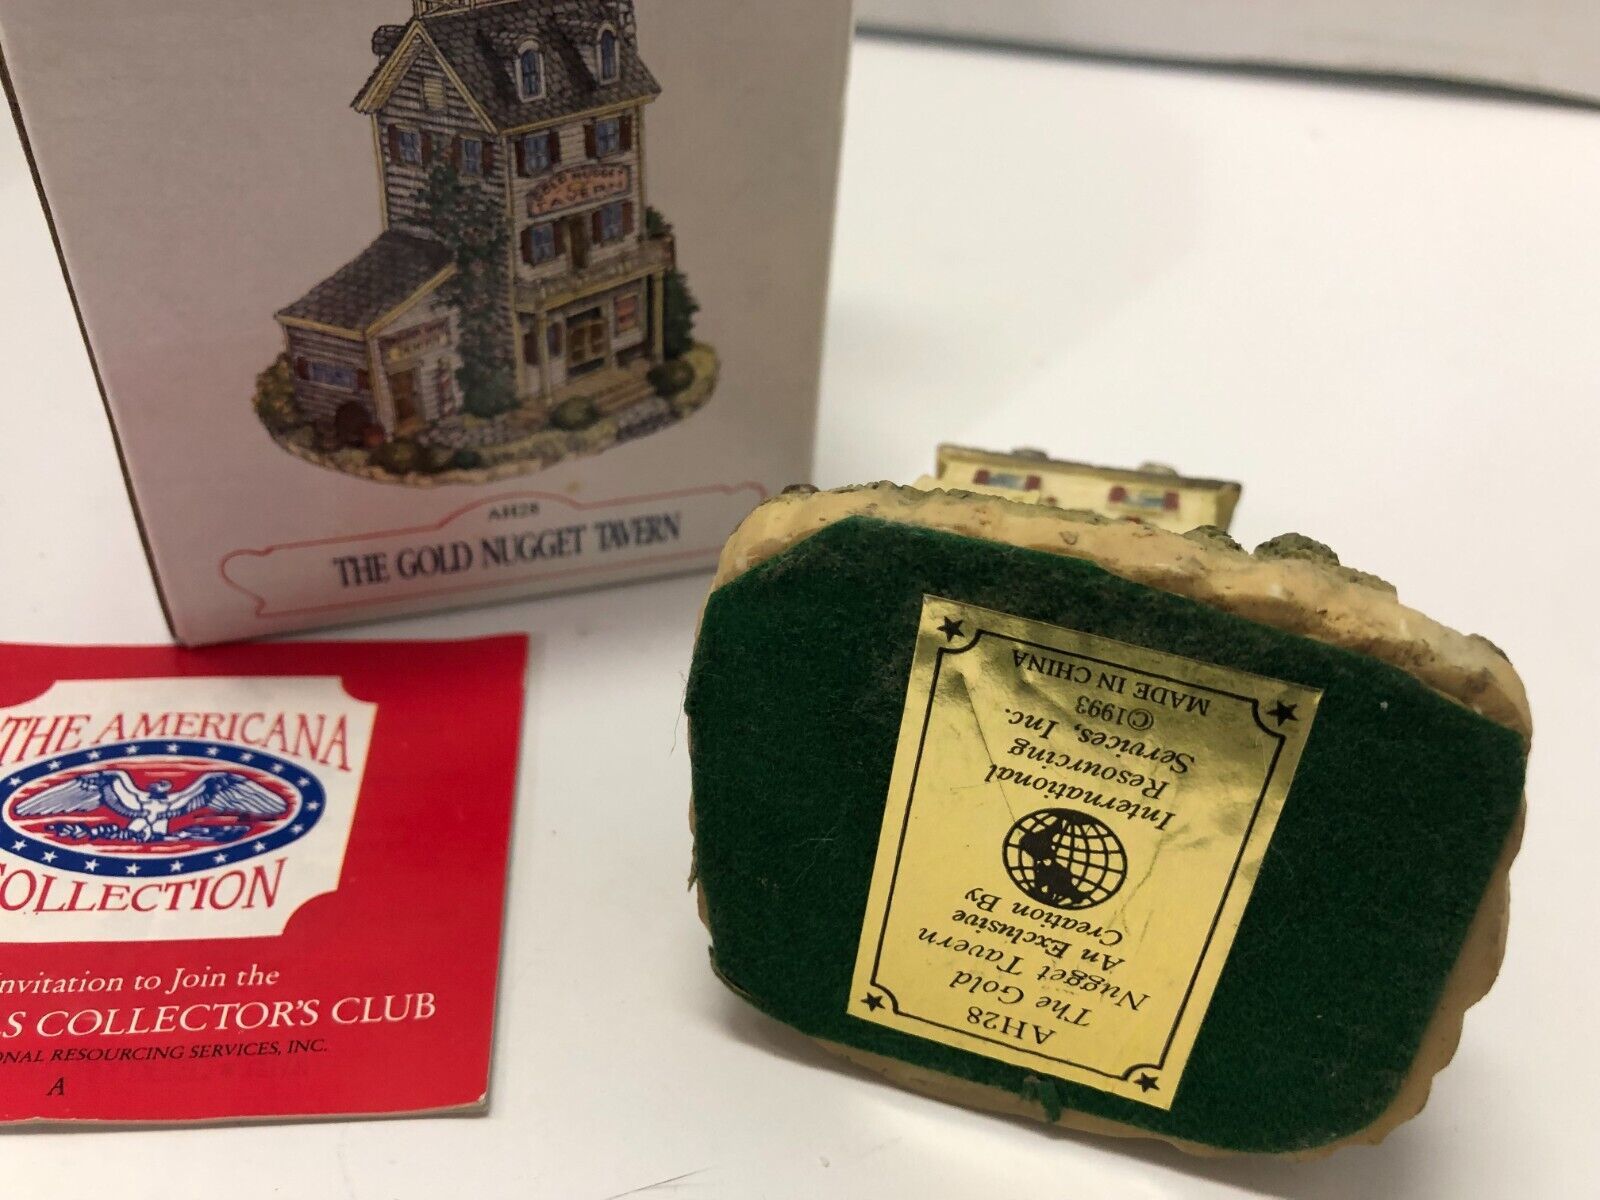 GOLD NUGGET
TAVERN
AH28
THE GOLD NUGGET TAVERN
THE AMERICANA
COLLECTION
Invitation to Join the
LS COLLECTOR'S CLUB
ONAL RESOURCING SERVICES, INC.
A
AH28
The Gold
Nugget Tavern
An Exclusive
Creation By
International
Resourcing
Services, Inc.
©1993
MADE IN CHINA